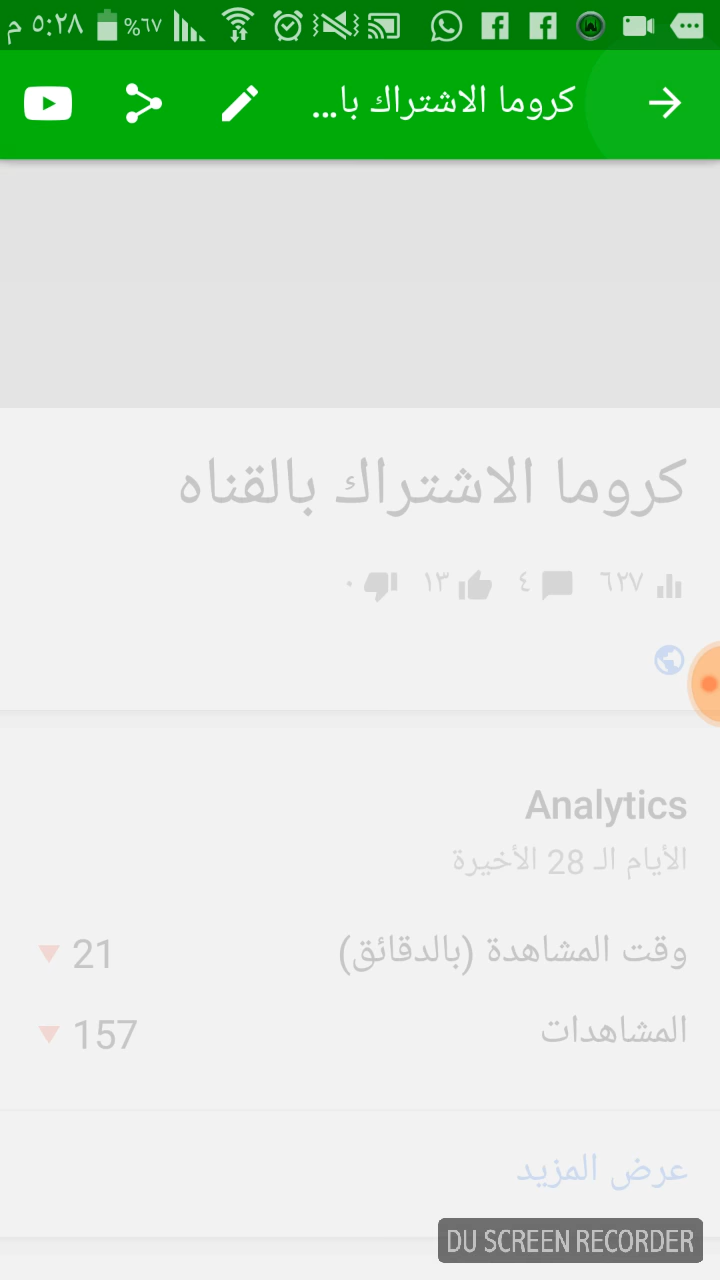 ٥:٢٨ م
%٦٧
كروما الاشتراك با...
كروما الاشتراك بالقناه
٦٢٧ ٤ ١٣ ٠
Analytics
الأيام الـ 28 الأخيرة
وقت المشاهدة (بالدقائق) 21
المشاهدات 157
عرض المزيد
DU SCREEN RECORDER